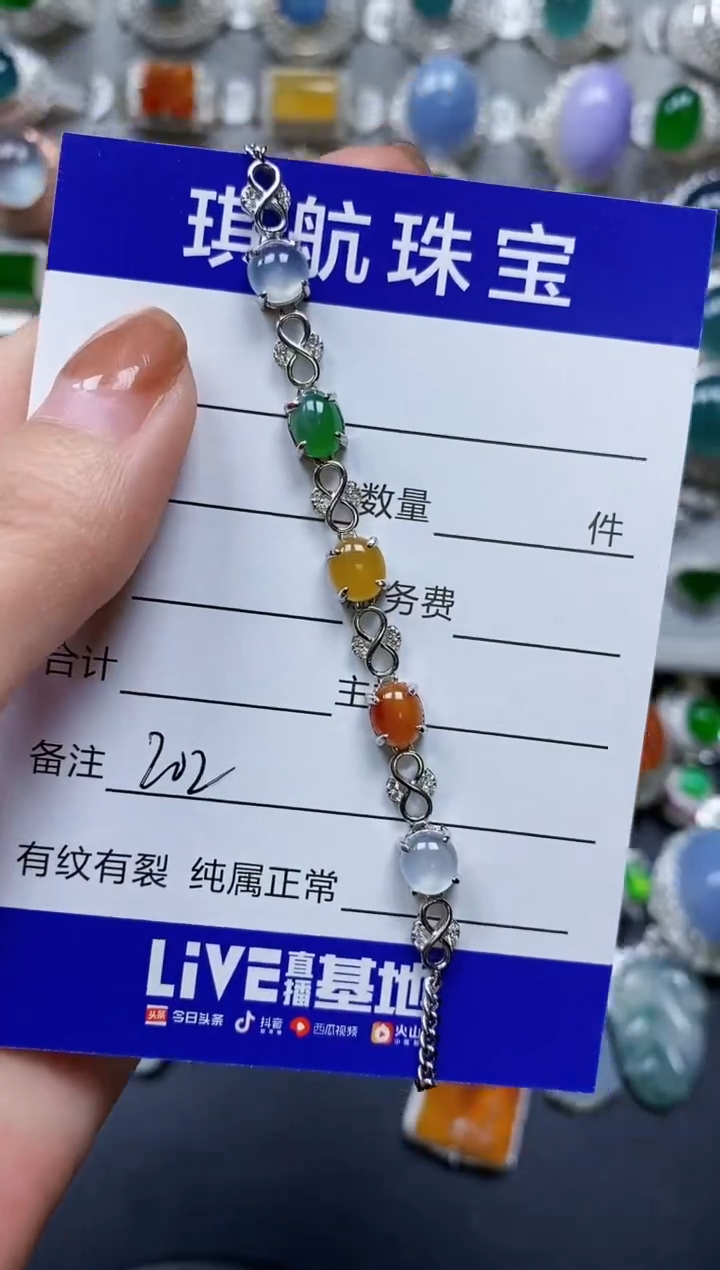 琪航珠宝
数量 件
务费
合计 主
备注 202
有纹有裂 纯属正常
LiVE直播基地
头条 今日头条 抖音 西瓜视频 火山